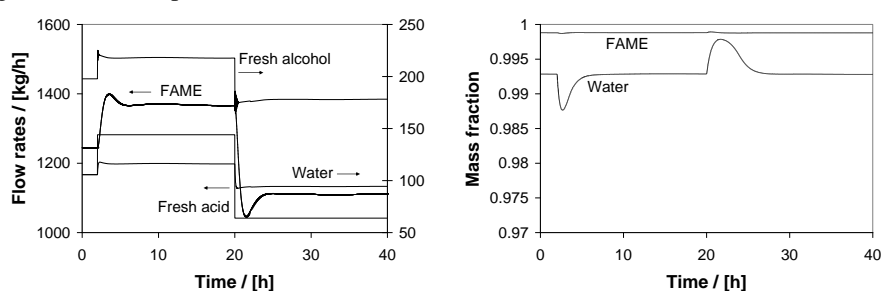 1600
1400
1200
1000
250
200
150
100
50
0 10 20 30 40
Flow rates / [kg/h]
Time / [h]
Fresh alcohol
FAME
Water
Fresh acid
1
0.995
0.99
0.985
0.98
0.975
0.97
0 10 20 30 40
Mass fraction
Time / [h]
FAME
Water